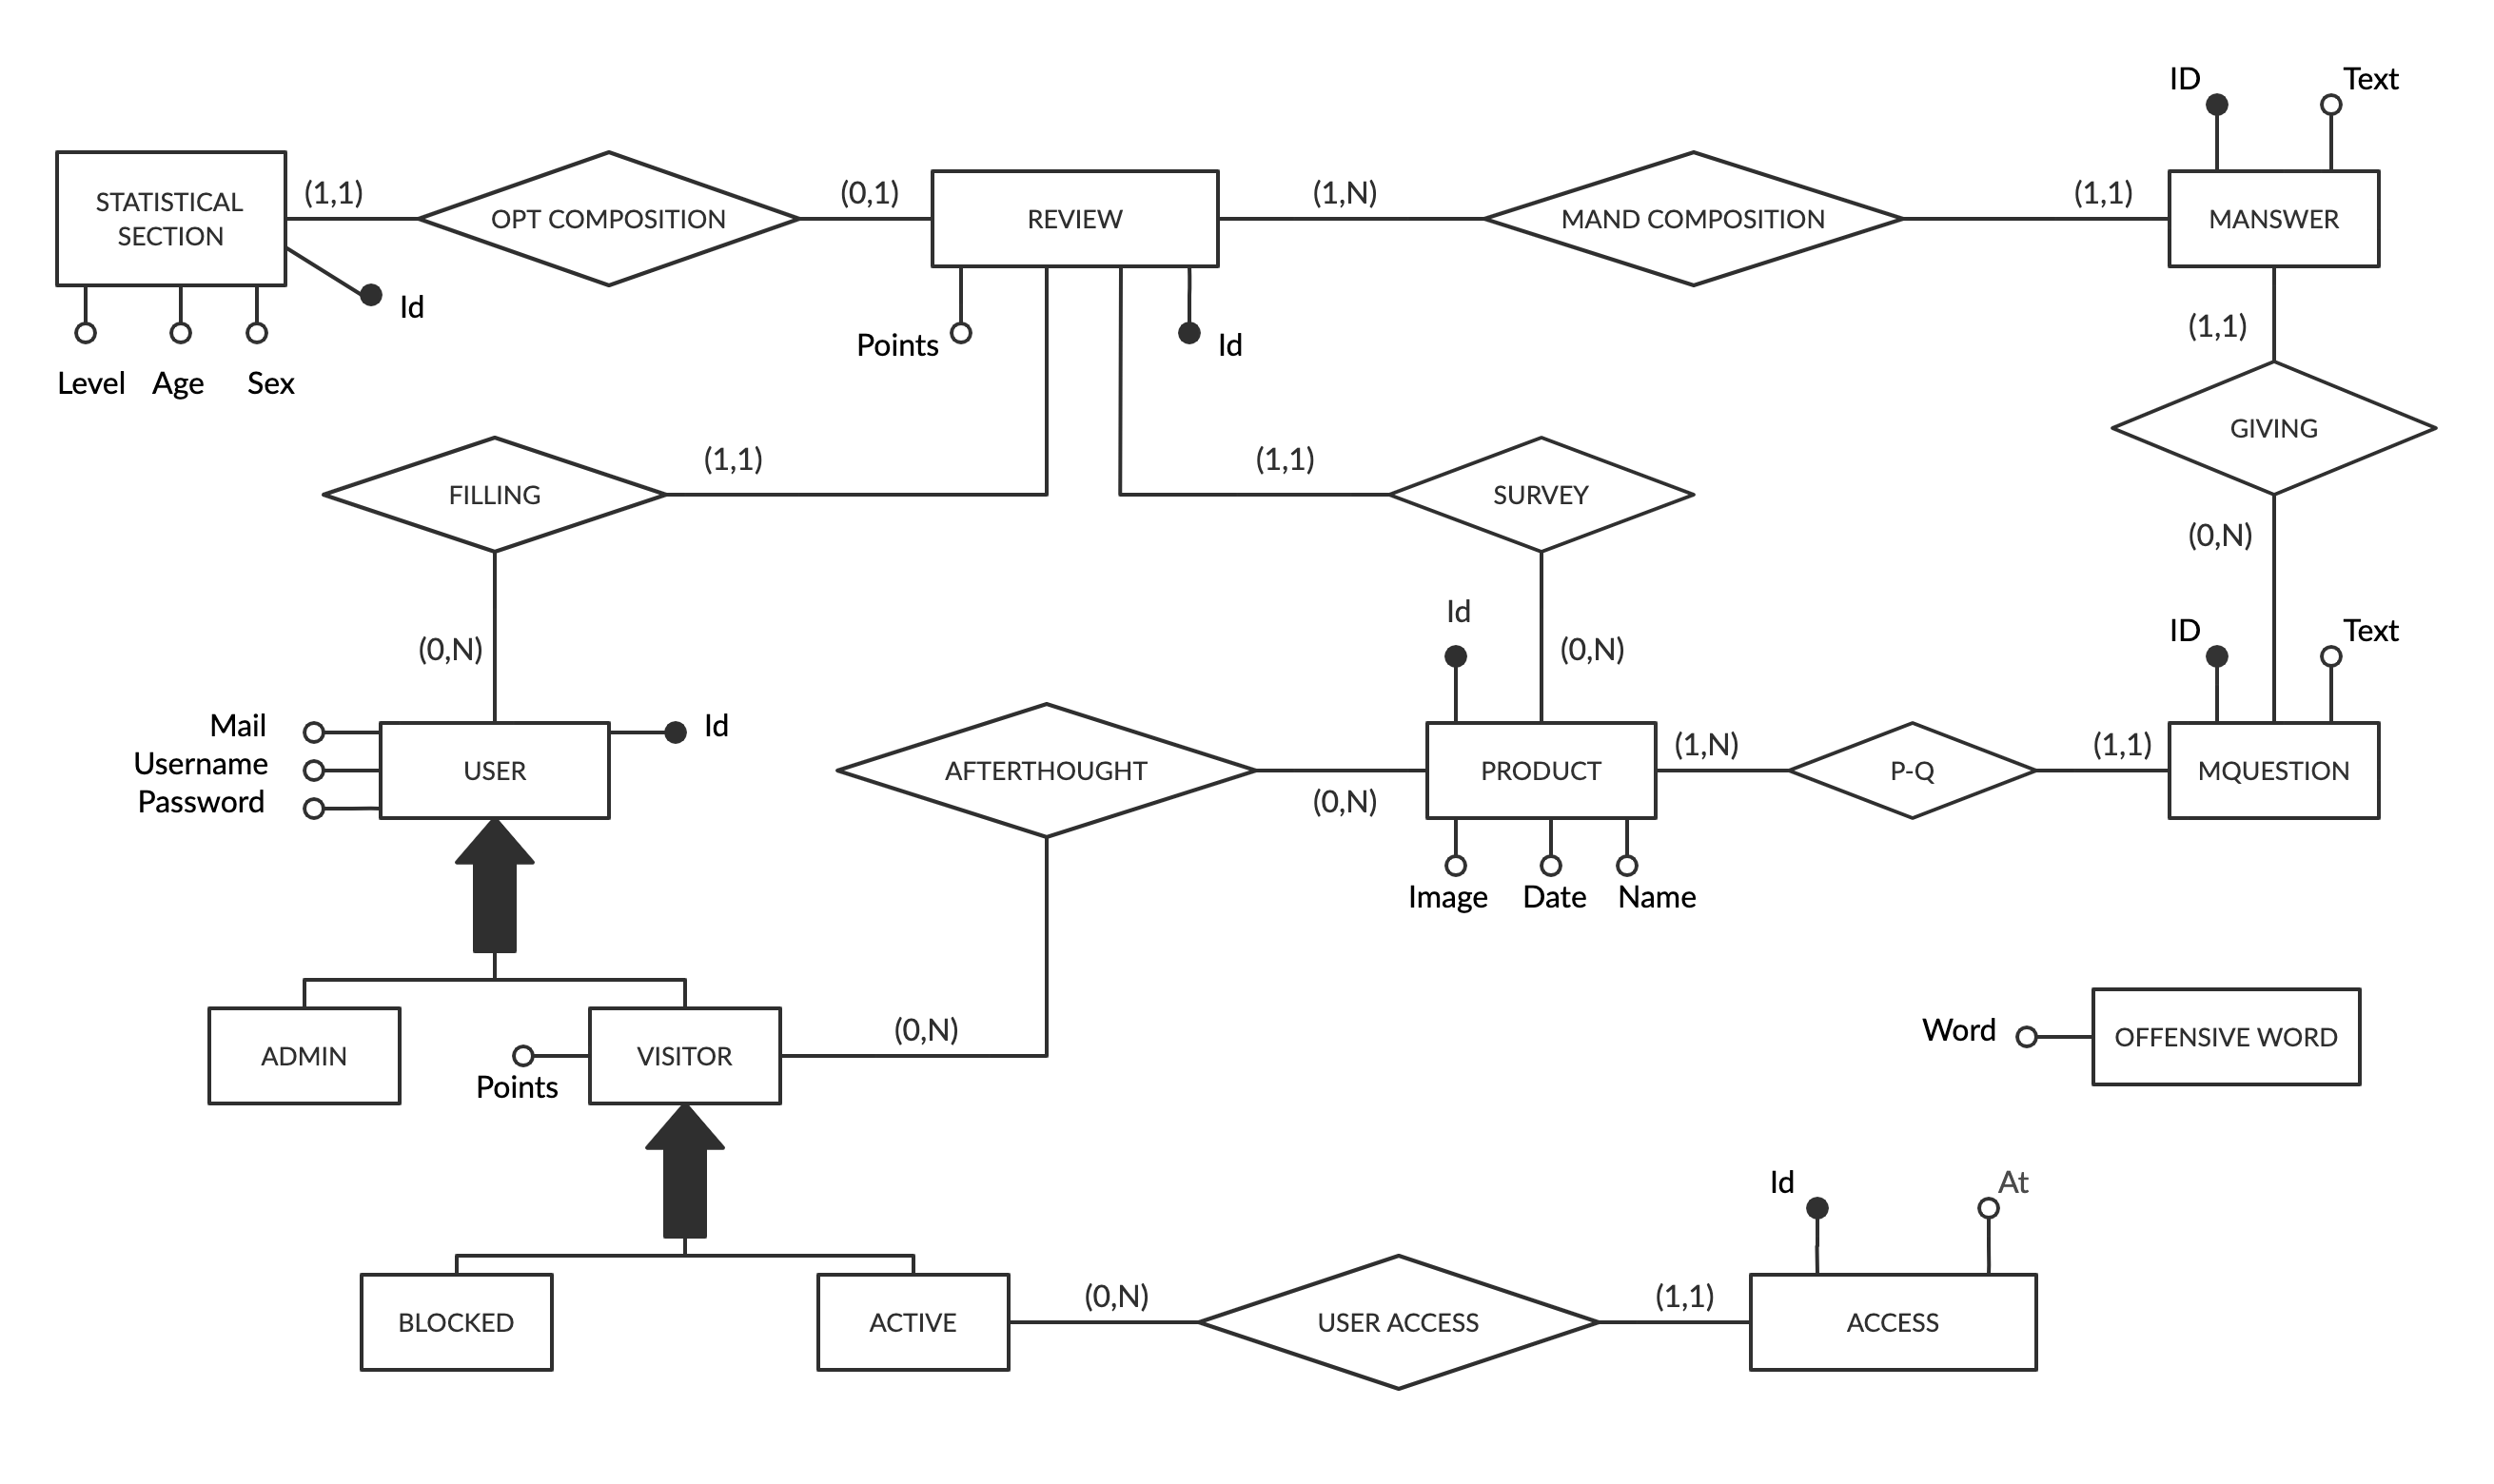 ID
Text
STATISTICAL
SECTION
(1,1)
OPT COMPOSITION
(0,1)
REVIEW
(1,N)
MAND COMPOSITION
(1,1)
MANSWER
Id
Level
Age
Sex
Points
Id
(1,1)
GIVING
(1,1)
(1,1)
FILLING
SURVEY
(0,N)
Id
(0,N)
(0,N)
ID
Text
Mail
Username
Password
USER
Id
AFTERTHOUGHT
(0,N)
PRODUCT
(1,N)
P-Q
(1,1)
MQUESTION
Image
Date
Name
ADMIN
Points
VISITOR
(0,N)
Word
OFFENSIVE WORD
Id
At
BLOCKED
ACTIVE
(0,N)
USER ACCESS
(1,1)
ACCESS